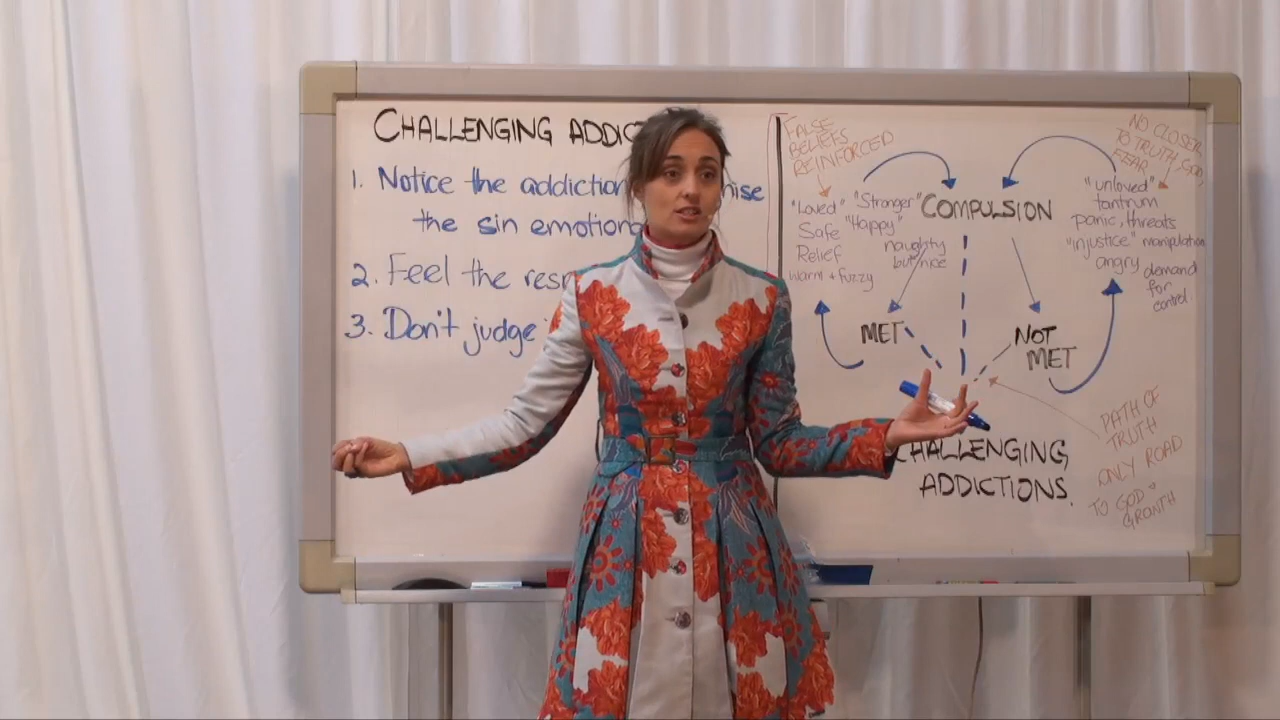 CHALLENGING ADDIC
1. Notice the addiction
the sin emotiona
2. Feel the res
3. Don't judge
FALSE
BELIEFS
REINFORCED
"Loved" "Stronger"
Safe "Happy"
Relief
warm + fuzzy
naughty
but nice
COMPULSION
MET
NOT
MET
NO CLOSER
TO TRUTH, GOD,
FEAR
"unloved"
tantrum
panic, threats
"injustice" manipulation
angry
demand
for
control.
CHALLENGING
ADDICTIONS.
PATH OF
TRUTH
ONLY ROAD
TO GOD +
GROWTH